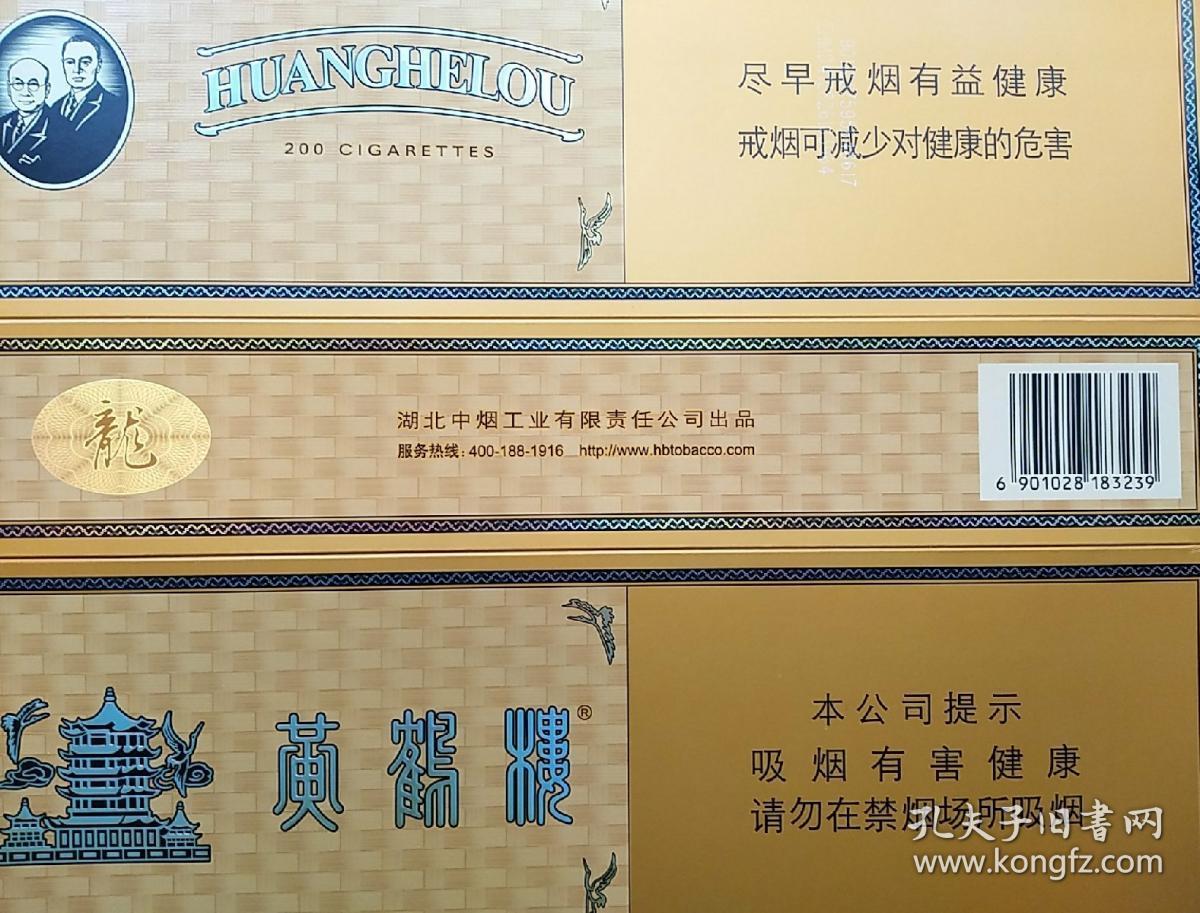 HUANGHELOU
200 CIGARETTES
尽早戒烟有益健康
戒烟可减少对健康的危害
龍
湖北中烟工业有限责任公司出品
服务热线:400-188-1916 http://www.hbtobacco.com
6 901028 183239
黄鹤楼®
本公司提示
吸烟有害健康
请勿在禁烟场所吸烟
孔夫子旧书网
www.kongfz.com